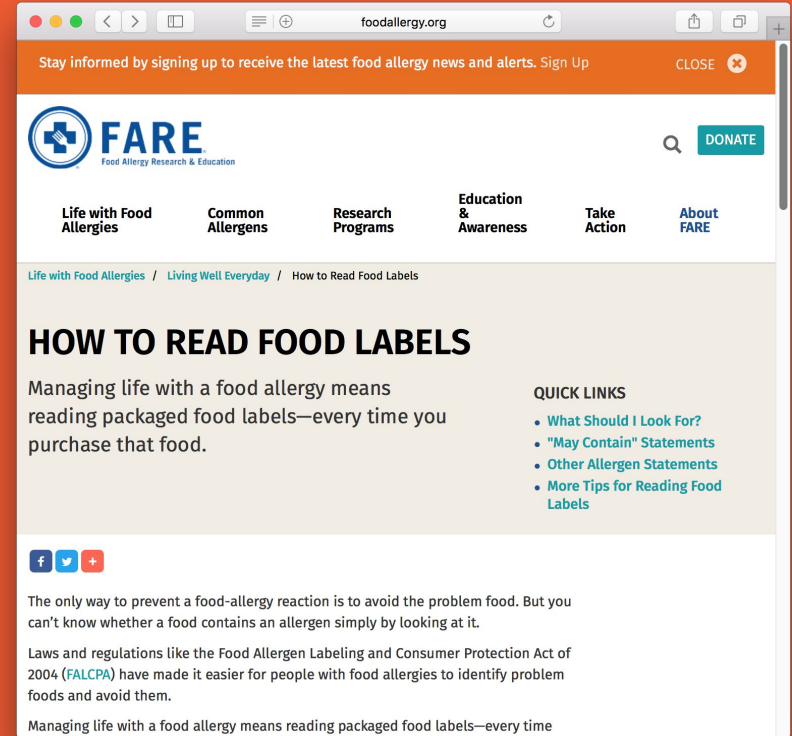 foodallergy.org
Stay informed by signing up to receive the latest food allergy news and alerts. Sign Up
CLOSE
FARE
Food Allergy Research & Education
DONATE
Life with Food
Allergies
Common
Allergens
Research
Programs
Education
&
Awareness
Take
Action
About
FARE
Life with Food Allergies / Living Well Everyday / How to Read Food Labels
HOW TO READ FOOD LABELS
Managing life with a food allergy means
reading packaged food labels—every time you
purchase that food.
QUICK LINKS
• What Should I Look For?
• "May Contain" Statements
• Other Allergen Statements
• More Tips for Reading Food
Labels
The only way to prevent a food-allergy reaction is to avoid the problem food. But you
can't know whether a food contains an allergen simply by looking at it.
Laws and regulations like the Food Allergen Labeling and Consumer Protection Act of
2004 (FALCPA) have made it easier for people with food allergies to identify problem
foods and avoid them.
Managing life with a food allergy means reading packaged food labels—every time